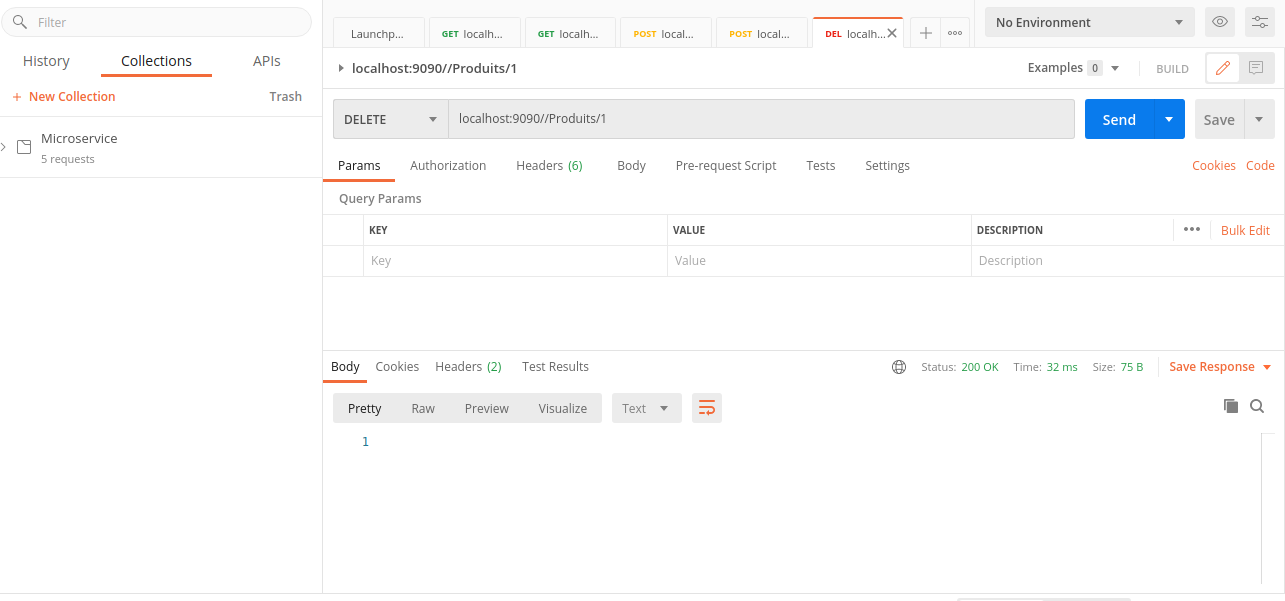 Filter
History Collections APIs
+ New Collection Trash
Microservice
5 requests
Launchp... GET localh... GET localh... POST local... POST local... DEL localh...
No Environment
localhost:9090//Produits/1
Examples 0 BUILD
DELETE localhost:9090//Produits/1 Send Save
Params Authorization Headers (6) Body Pre-request Script Tests Settings Cookies Code
Query Params
KEY VALUE DESCRIPTION ••• Bulk Edit
Key Value Description
Body Cookies Headers (2) Test Results Status: 200 OK Time: 32 ms Size: 75 B Save Response
Pretty Raw Preview Visualize Text
1